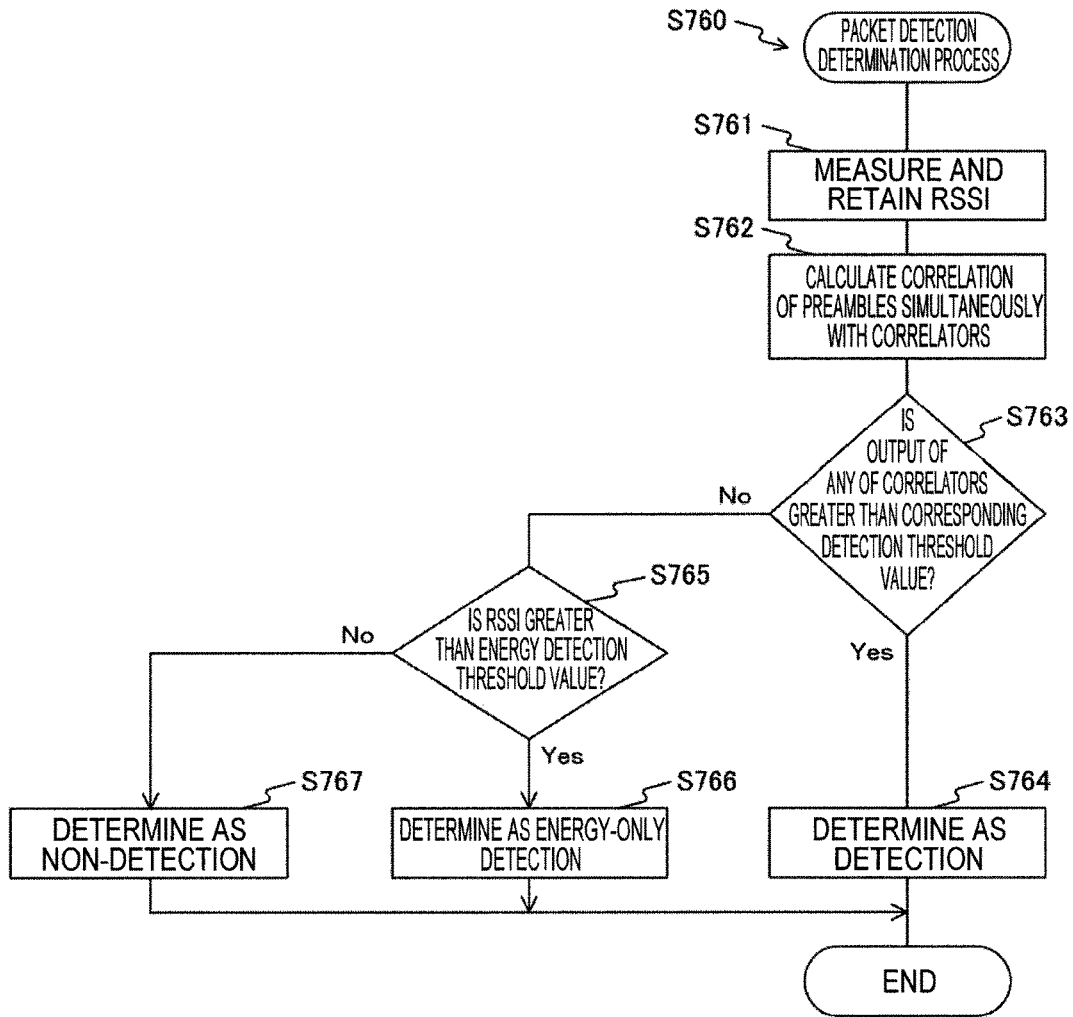 S760
PACKET DETECTION
DETERMINATION PROCESS
S761
MEASURE AND
RETAIN RSSI
S762
CALCULATE CORRELATION
OF PREAMBLES SIMULTANEOUSLY
WITH CORRELATORS
S763
IS
OUTPUT OF
ANY OF CORRELATORS
GREATER THAN CORRESPONDING
DETECTION THRESHOLD
VALUE?
No
Yes
S765
IS RSSI GREATER
THAN ENERGY DETECTION
THRESHOLD VALUE?
No
Yes
S767
DETERMINE AS
NON-DETECTION
S766
DETERMINE AS ENERGY-ONLY
DETECTION
S764
DETERMINE AS
DETECTION
END